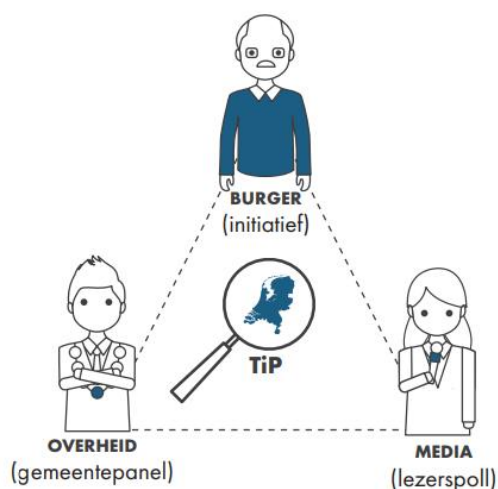 BURGER
(initiatief)
TiP
OVERHEID
(gemeentepanel)
MEDIA
(lezerspoll)